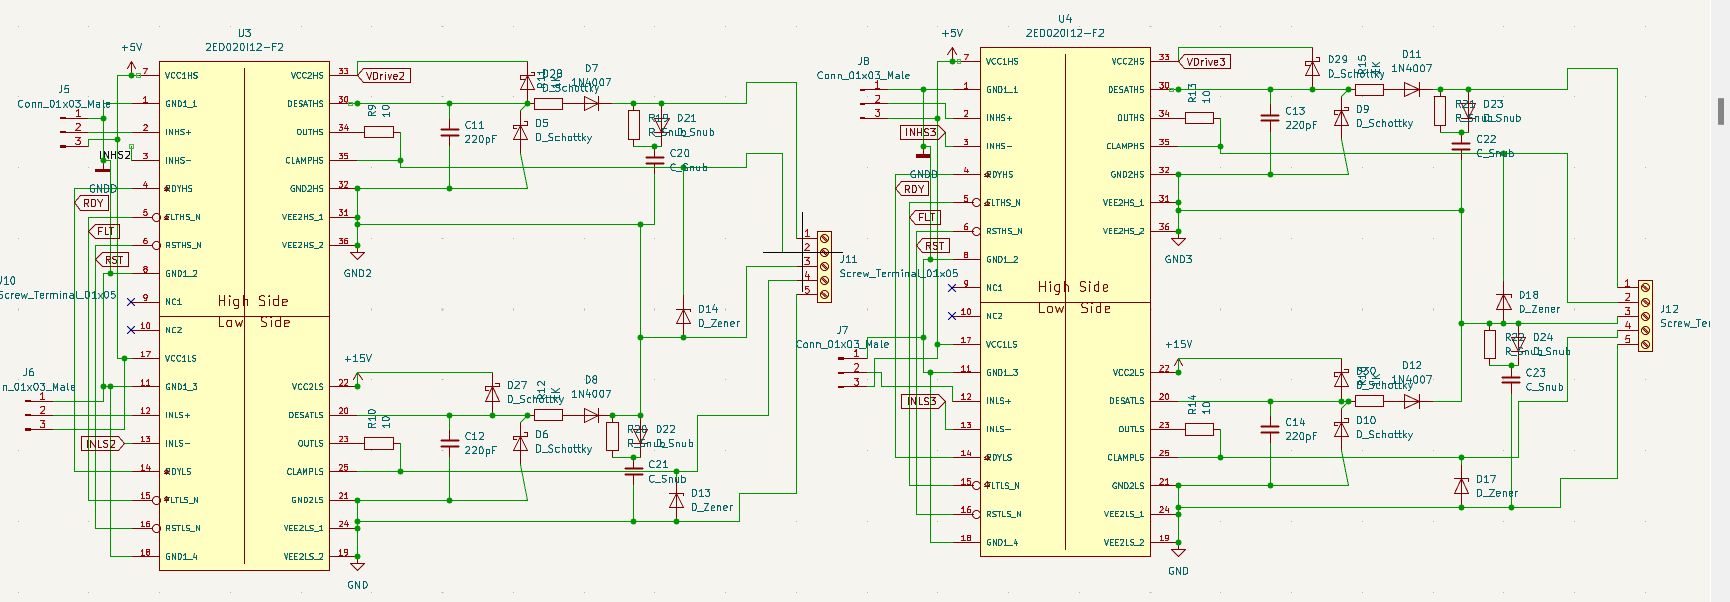 U3
2ED020I12-F2
+5V
J5
Conn_01x03_Male
1
2
3
INHS2
GNDD
RDY
FLT
RST
J10
Screw_Terminal_01x05
J6
n_01x03_Male
1
2
3
INLS2
7 VCC1HS
1 GND1_1
2 INHS+
3 INHS-
4 RDYHS
5 FLTHS_N
6 RSTHS_N
8 GND1_2
9 NC1
10 NC2
17 VCC1LS
11 GND1_3
12 INLS+
13 INLS-
14 RDYLS
15 FLTLS_N
16 RSTLS_N
18 GND1_4
High Side
Low Side
VCC2HS 33
DESATHS 30
OUTHS 34
CLAMPHS 35
GND2HS 32
VEE2HS_1 31
VEE2HS_2 36
VCC2LS 22
DESATLS 20
OUTLS 23
CLAMPLS 25
GND2LS 21
VEE2LS_1 24
VEE2LS_2 19
VDrive2
R9
10
C11
220pF
D28
D_Schottky
R11
1K
D7
1N4007
D5
D_Schottky
R19
R_Snub
D21
D_Snub
C20
C_Snub
GND2
D14
D_Zener
J11
Screw_Terminal_01x05
1
2
3
4
5
+15V
R10
10
C12
220pF
D27
D_Schottky
R12
1K
D8
1N4007
D6
D_Schottky
R20
R_Snub
D22
D_Snub
C21
C_Snub
D13
D_Zener
GND
U4
2ED020I12-F2
+5V
J8
Conn_01x03_Male
1
2
3
INHS3
GNDD
RDY
FLT
RST
J7
Conn_01x03_Male
1
2
3
INLS3
7 VCC1HS
1 GND1_1
2 INHS+
3 INHS-
4 RDYHS
5 FLTHS_N
6 RSTHS_N
8 GND1_2
9 NC1
10 NC2
17 VCC1LS
11 GND1_3
12 INLS+
13 INLS-
14 RDYLS
15 FLTLS_N
16 RSTLS_N
18 GND1_4
High Side
Low Side
VCC2HS 33
DESATHS 30
OUTHS 34
CLAMPHS 35
GND2HS 32
VEE2HS_1 31
VEE2HS_2 36
VCC2LS 22
DESATLS 20
OUTLS 23
CLAMPLS 25
GND2LS 21
VEE2LS_1 24
VEE2LS_2 19
VDrive3
R13
10
C13
220pF
D29
D_Schottky
R15
1K
D11
1N4007
D9
D_Schottky
R21
R_Snub
D23
D_Snub
C22
C_Snub
GND3
D18
D_Zener
J12
Screw_Ter
1
2
3
4
5
R22
R_Snub
D24
D_Snub
C23
C_Snub
+15V
R14
10
C14
220pF
D30
D_Schottky
1K
D12
1N4007
D10
D_Schottky
D17
D_Zener
GND